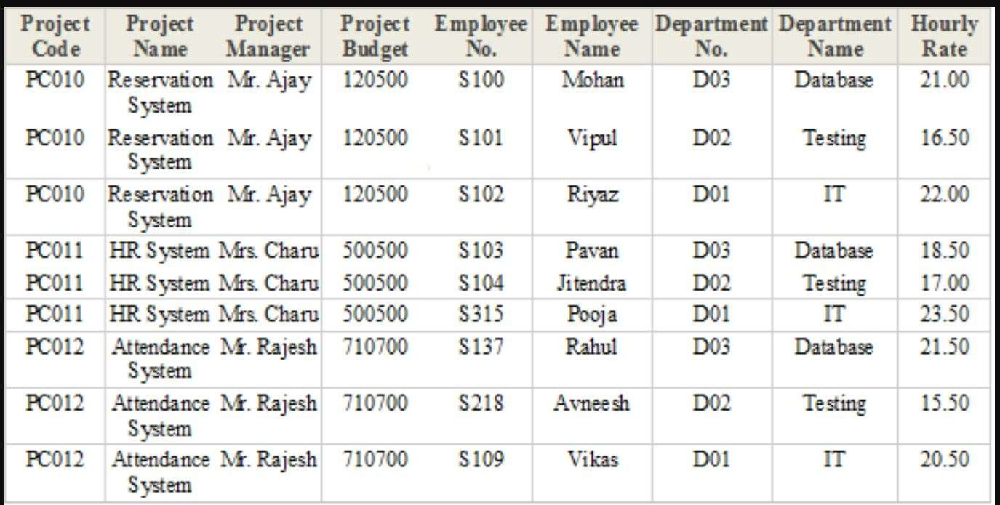 Project Code Project Name Project Manager Project Budget Employee No. Employee Name Department No. Department Name Hourly Rate
PC010 Reservation System Mr. Ajay 120500 S100 Mohan D03 Database 21.00
PC010 Reservation System Mr. Ajay 120500 S101 Vipul D02 Testing 16.50
PC010 Reservation System Mr. Ajay 120500 S102 Riyaz D01 IT 22.00
PC011 HR System Mrs. Charu 500500 S103 Pavan D03 Database 18.50
PC011 HR System Mrs. Charu 500500 S104 Jitendra D02 Testing 17.00
PC011 HR System Mrs. Charu 500500 S315 Pooja D01 IT 23.50
PC012 Attendance System Mr. Rajesh 710700 S137 Rahul D03 Database 21.50
PC012 Attendance System Mr. Rajesh 710700 S218 Avneesh D02 Testing 15.50
PC012 Attendance System Mr. Rajesh 710700 S109 Vikas D01 IT 20.50